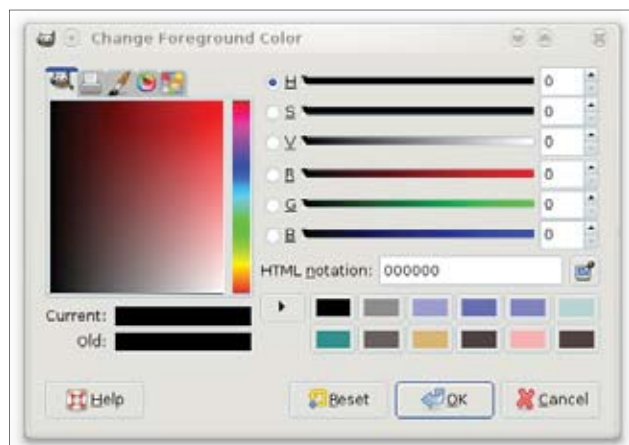 Change Foreground Color
H 0
S 0
V 0
R 0
G 0
B 0
HTML notation: 000000
Current:
Old:
Help Reset OK Cancel